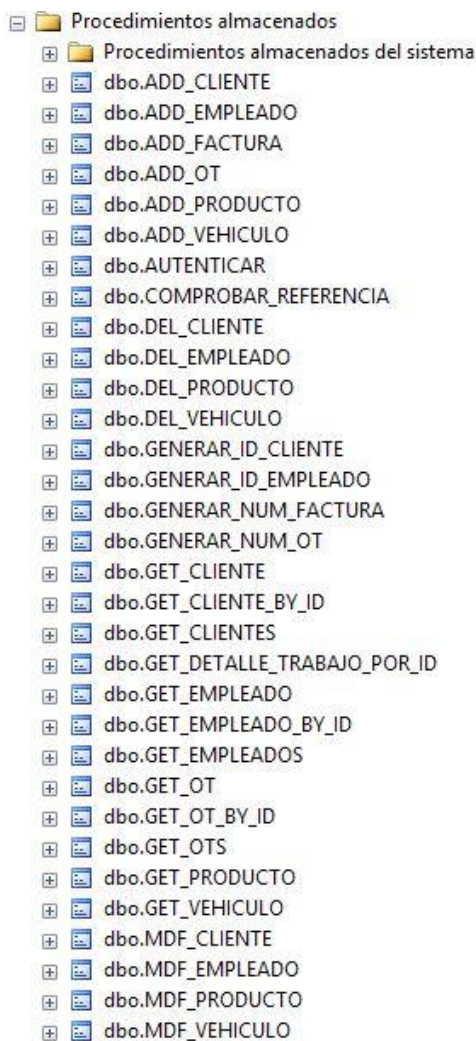 Procedimientos almacenados
Procedimientos almacenados del sistema
dbo.ADD_CLIENTE
dbo.ADD_EMPLEADO
dbo.ADD_FACTURA
dbo.ADD_OT
dbo.ADD_PRODUCTO
dbo.ADD_VEHICULO
dbo.AUTENTICAR
dbo.COMPROBAR_REFERENCIA
dbo.DEL_CLIENTE
dbo.DEL_EMPLEADO
dbo.DEL_PRODUCTO
dbo.DEL_VEHICULO
dbo.GENERAR_ID_CLIENTE
dbo.GENERAR_ID_EMPLEADO
dbo.GENERAR_NUM_FACTURA
dbo.GENERAR_NUM_OT
dbo.GET_CLIENTE
dbo.GET_CLIENTE_BY_ID
dbo.GET_CLIENTES
dbo.GET_DETALLE_TRABAJO_POR_ID
dbo.GET_EMPLEADO
dbo.GET_EMPLEADO_BY_ID
dbo.GET_EMPLEADOS
dbo.GET_OT
dbo.GET_OT_BY_ID
dbo.GET_OTS
dbo.GET_PRODUCTO
dbo.GET_VEHICULO
dbo.MDF_CLIENTE
dbo.MDF_EMPLEADO
dbo.MDF_PRODUCTO
dbo.MDF_VEHICULO